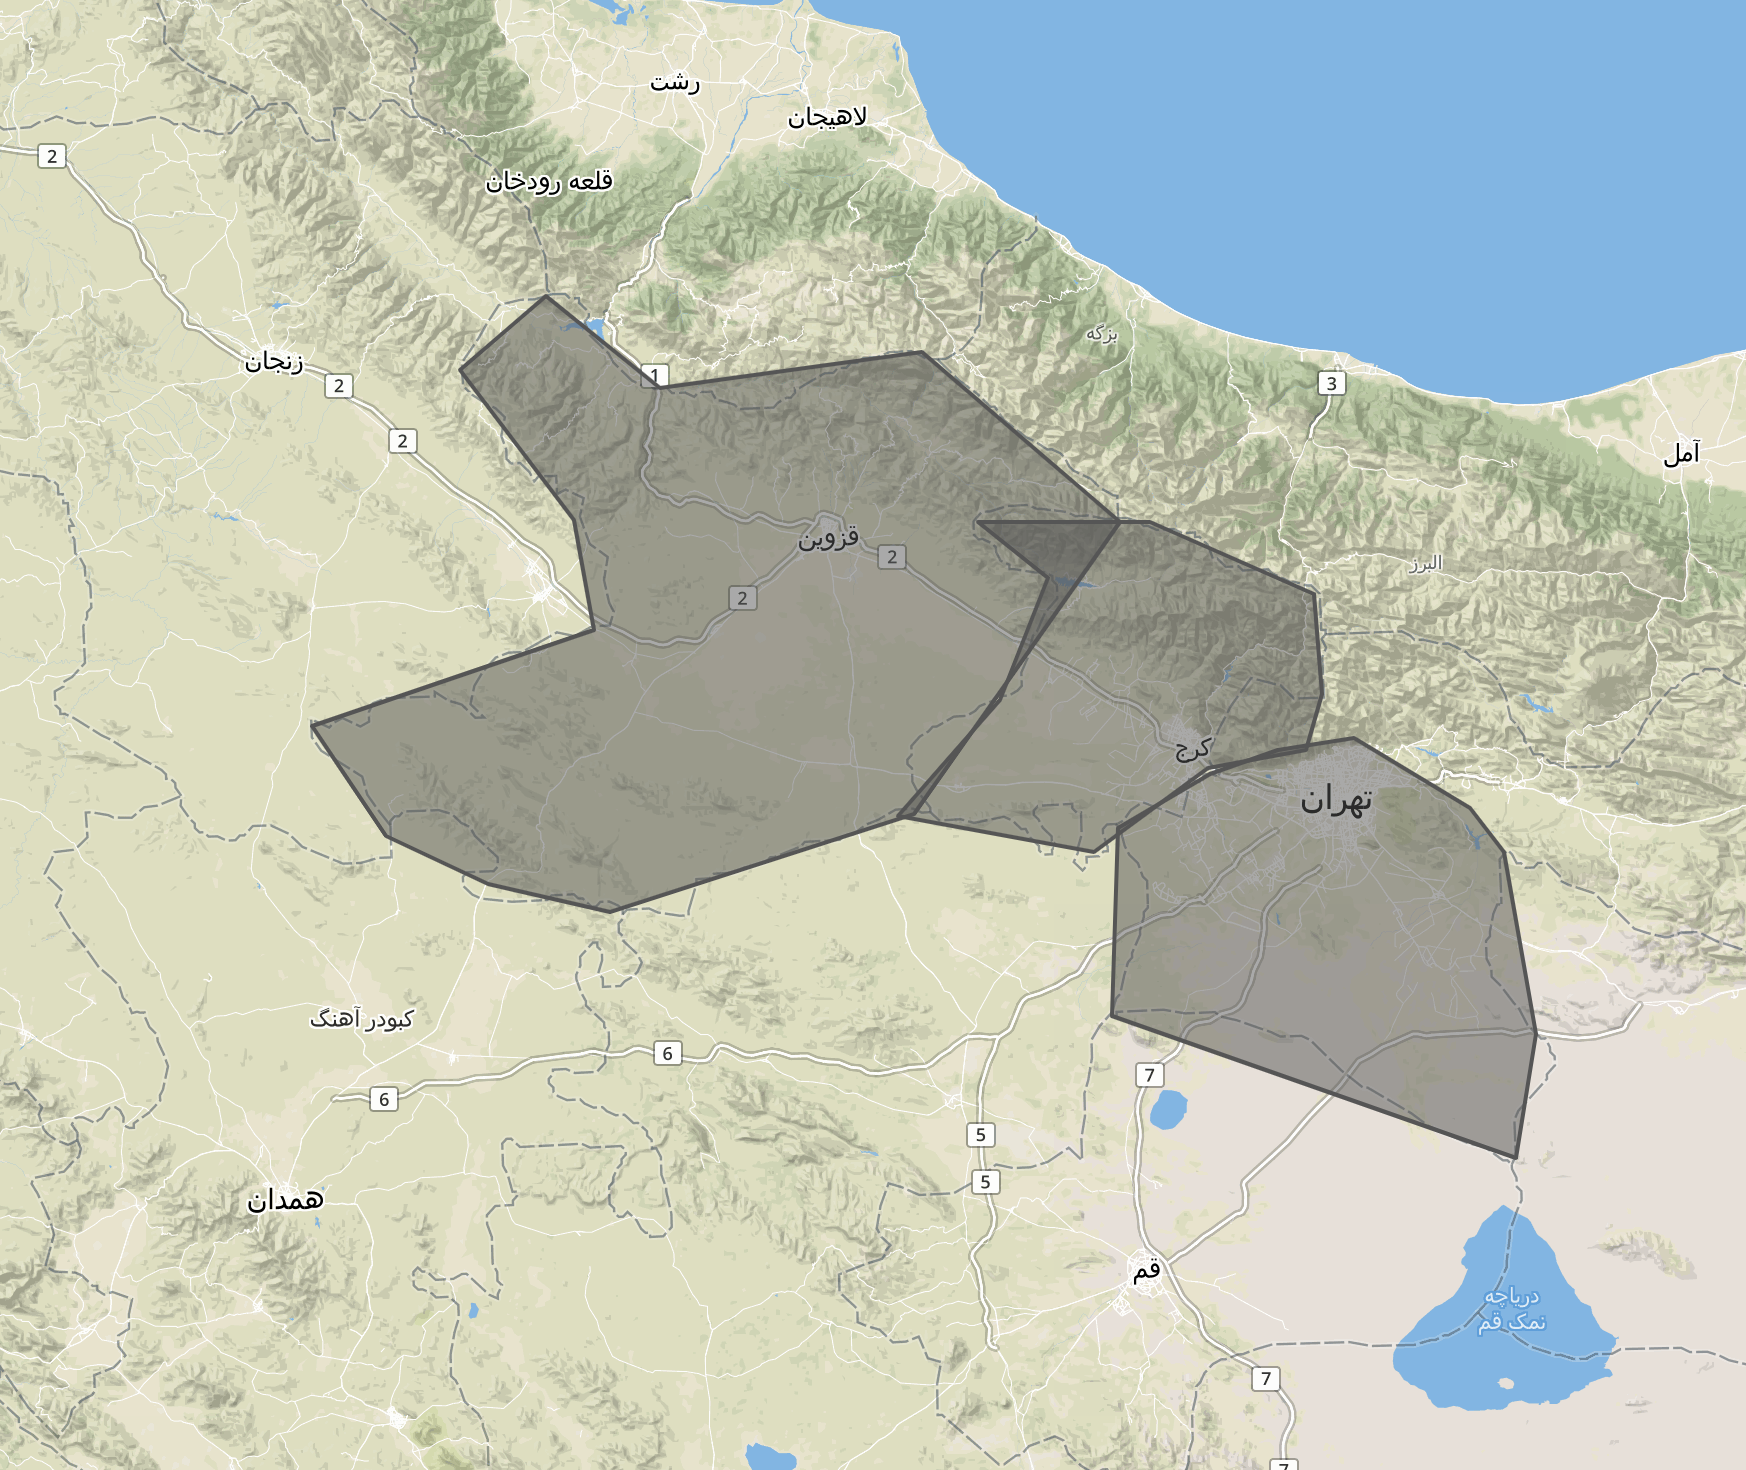 رشت
لاهیجان
2
قلعه رودخان
بزگه
زنجان
1
2
3
2
آمل
قزوین
2
البرز
2
کرج
تهران
کبودر آهنگ
6
7
6
5
5
همدان
قم
دریاچه
نمک قم
7
7